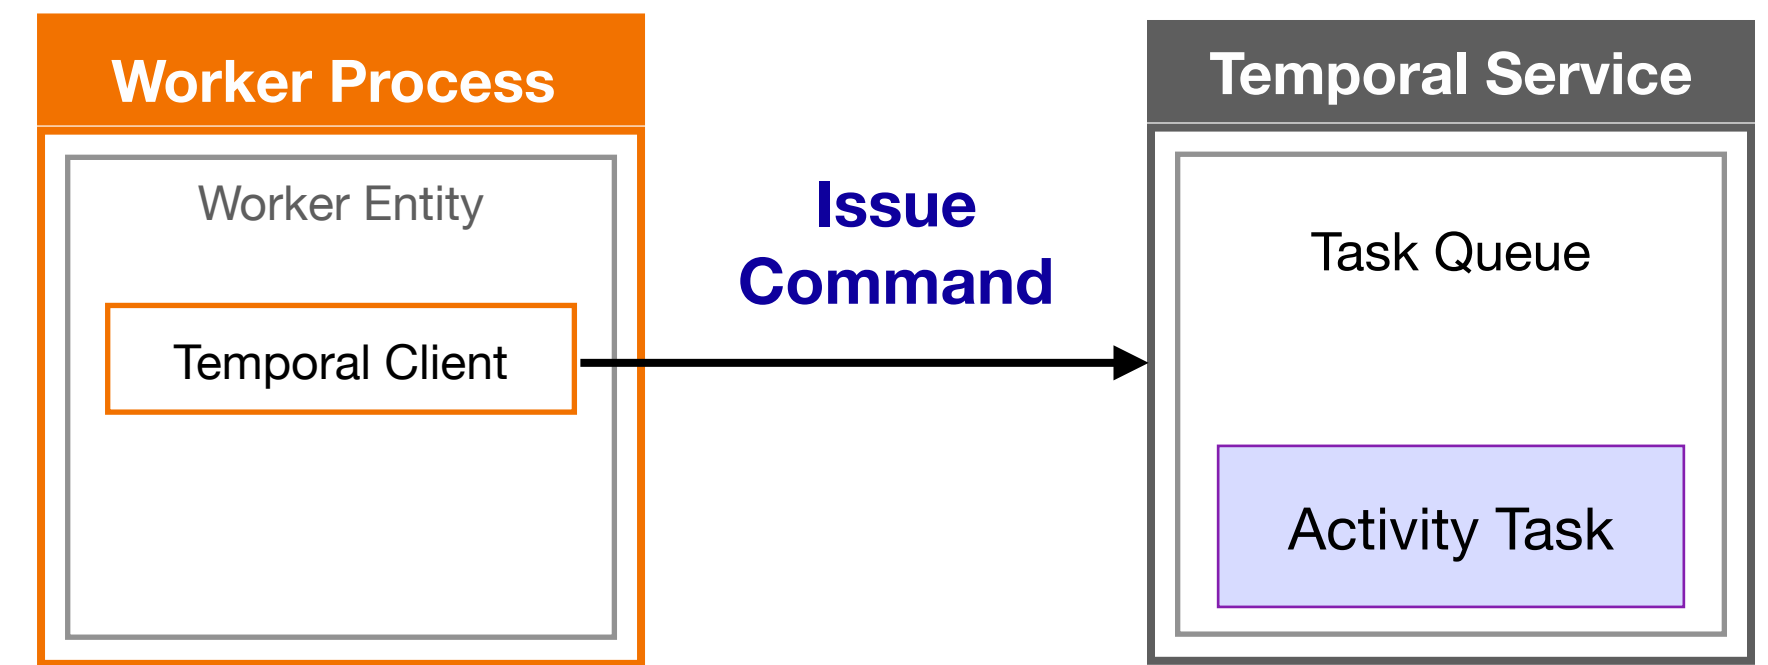 Worker Process
Worker Entity
Temporal Client
Issue
Command
Temporal Service
Task Queue
Activity Task